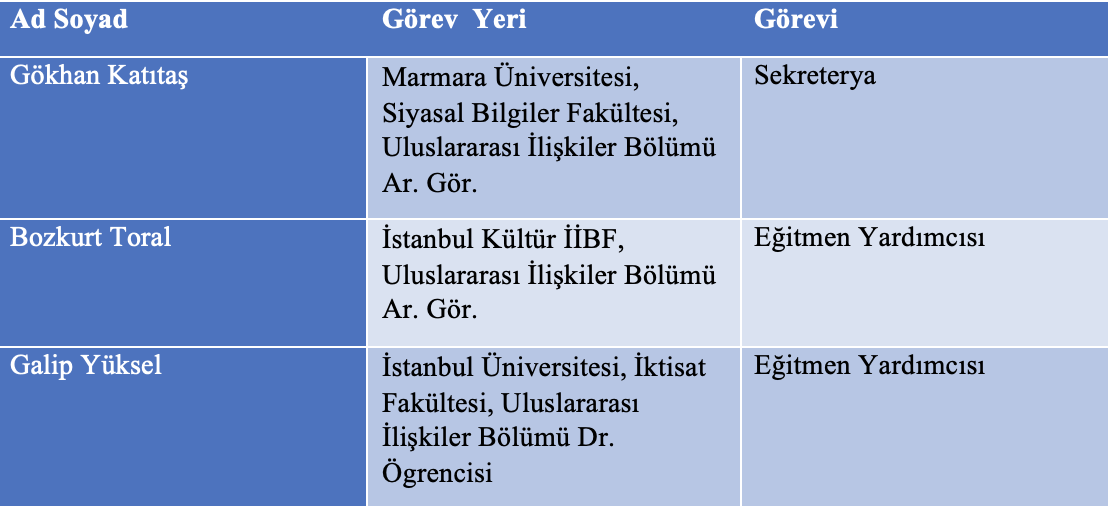 Ad Soyad
Görev Yeri
Görevi
Gökhan Katıtaş
Marmara Üniversitesi,
Siyasal Bilgiler Fakültesi,
Uluslararası İlişkiler Bölümü
Ar. Gör.
Sekreterya
Bozkurt Toral
İstanbul Kültür İİBF,
Uluslararası İlişkiler Bölümü
Ar. Gör.
Eğitmen Yardımcısı
Galip Yüksel
İstanbul Üniversitesi, İktisat
Fakültesi, Uluslararası
İlişkiler Bölümü Dr.
Ögrencisi
Eğitmen Yardımcısı